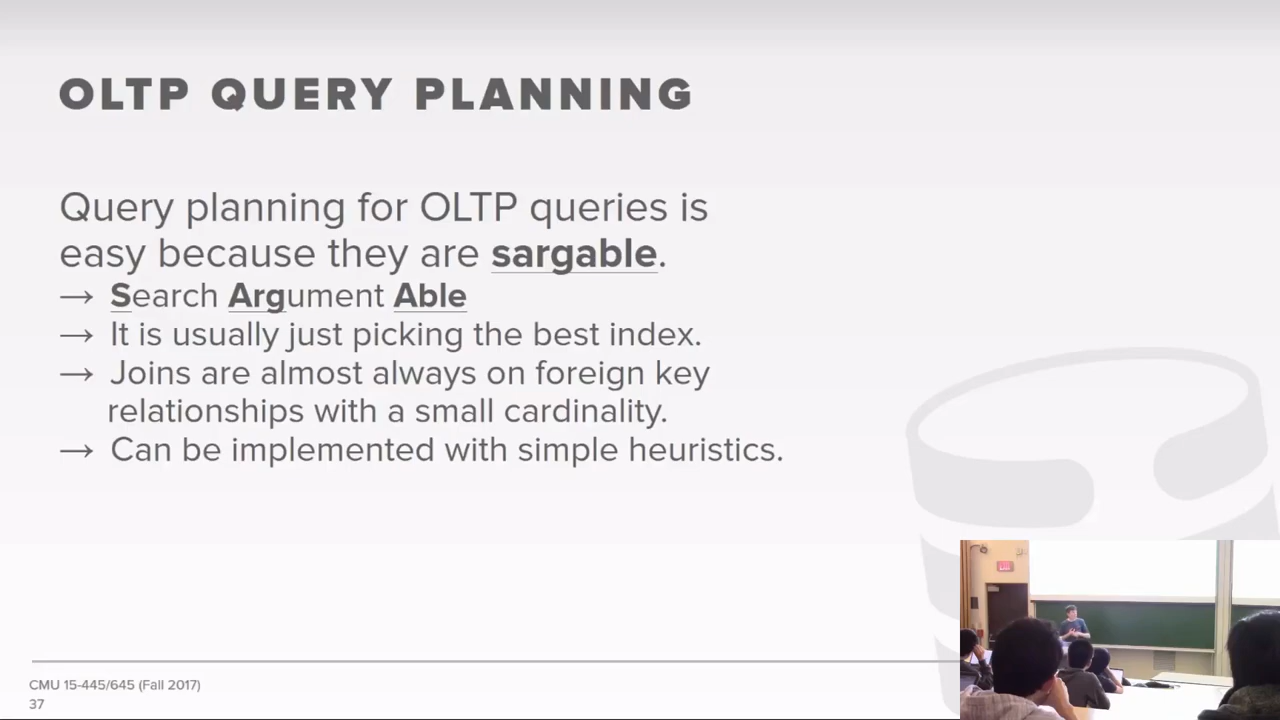 OLTP QUERY PLANNING
Query planning for OLTP queries is
easy because they are sargable.
→ Search Argument Able
→ It is usually just picking the best index.
→ Joins are almost always on foreign key
relationships with a small cardinality.
→ Can be implemented with simple heuristics.
CMU 15-445/645 (Fall 2017)
37